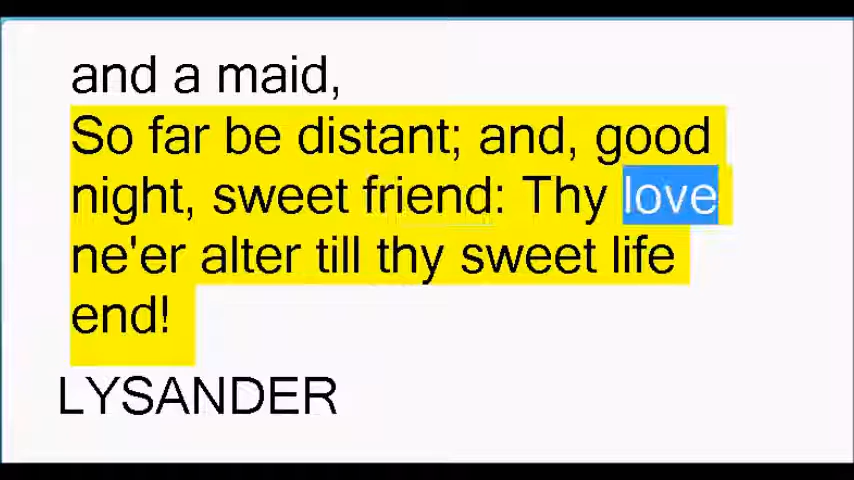 and a maid,
So far be distant; and, good
night, sweet friend: Thy love
ne'er alter till thy sweet life
end!
LYSANDER